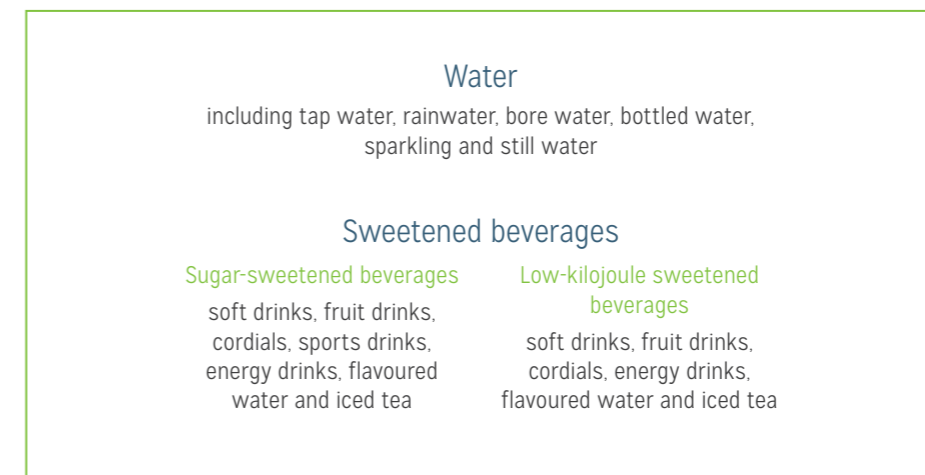 Water
including tap water, rainwater, bore water, bottled water,
sparkling and still water
Sweetened beverages
Sugar-sweetened beverages
soft drinks, fruit drinks,
cordials, sports drinks,
energy drinks, flavoured
water and iced tea
Low-kilojoule sweetened
beverages
soft drinks, fruit drinks,
cordials, energy drinks,
flavoured water and iced tea